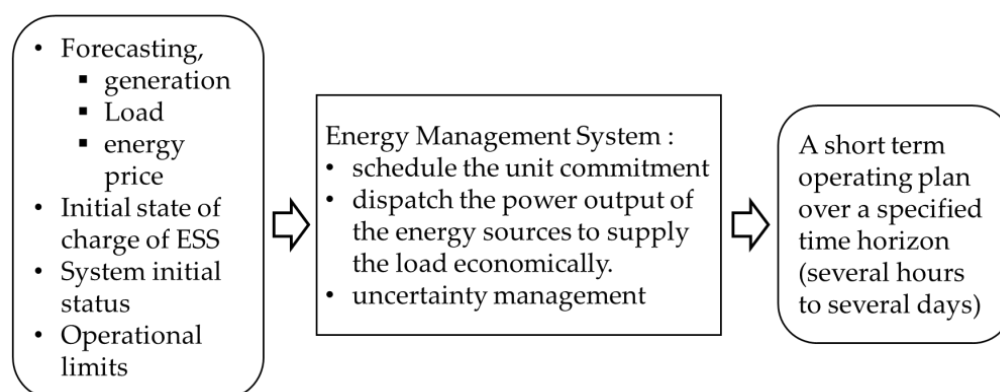 • Forecasting,
▪ generation
▪ Load
▪ energy
price
• Initial state of
charge of ESS
• System initial
status
• Operational
limits
Energy Management System :
• schedule the unit commitment
• dispatch the power output of
the energy sources to supply
the load economically.
• uncertainty management
A short term
operating plan
over a specified
time horizon
(several hours
to several days)